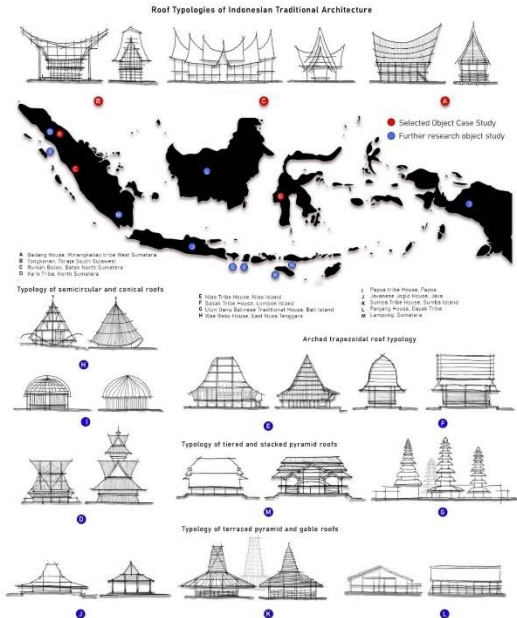 Roof Typologies of Indonesian Traditional Architecture
B
C
A
Selected Object Case Study
Further research object study
D
A
E
C
L
B
I
M
J
G
F
K
H
A Badang House, Minangkabau tribe West Sumatera
B Tongkonan, Toraja South Sulawesi
C Rumah Bolon, Batak North Sumatera
D Karo Tribe, North Sumatera
E Nias Tribe House, Nias Island
F Sasak Tribe House, Lombok Island
G Ulun Danu Balinese Traditional House, Bali Island
H Wae Rebo House, East Nusa Tenggara
I Papua tribe House, Papua
J Javanese Joglo House, Java
K Sumba Tribe House, Sumba Island
L Panjang House, Dayak Tribe
M Lampung, Sumatera
Typology of semicircular and conical roofs
H
I
D
Arched trapezoidal roof typology
E
F
Typology of tiered and stacked pyramid roofs
M
G
Typology of terraced pyramid and gable roofs
J
K
L